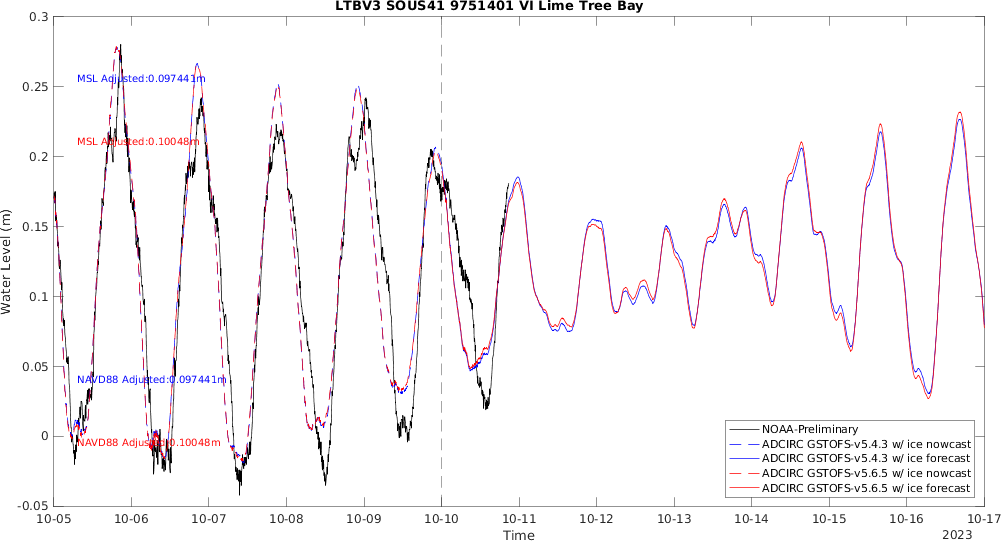 LTBV3 SOUS41 9751401 VI Lime Tree Bay
0.3
0.25
0.2
0.15
0.1
0.05
0
-0.05
Water Level (m)
MSL Adjusted:0.097441m
MSL Adjusted:0.10048m
NAVD88 Adjusted:0.097441m
NAVD88 Adjusted:0.10048m
NOAA-Preliminary
ADCIRC GSTOFS-v5.4.3 w/ ice nowcast
ADCIRC GSTOFS-v5.4.3 w/ ice forecast
ADCIRC GSTOFS-v5.6.5 w/ ice nowcast
ADCIRC GSTOFS-v5.6.5 w/ ice forecast
10-05 10-06 10-07 10-08 10-09 10-10 10-11 10-12 10-13 10-14 10-15 10-16 10-17
Time
2023